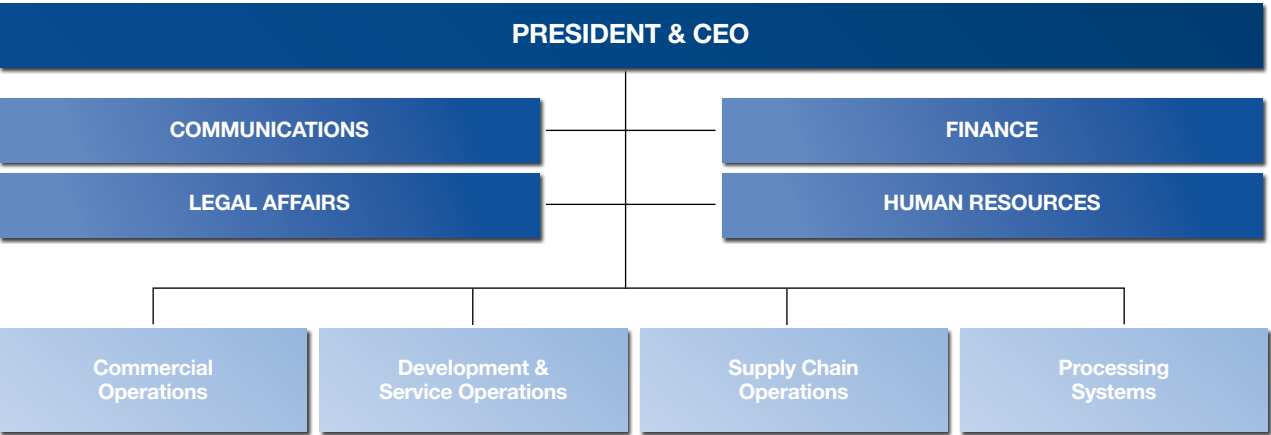 PRESIDENT & CEO
COMMUNICATIONS
FINANCE
LEGAL AFFAIRS
HUMAN RESOURCES
Commercial
Operations
Development &
Service Operations
Supply Chain
Operations
Processing
Systems